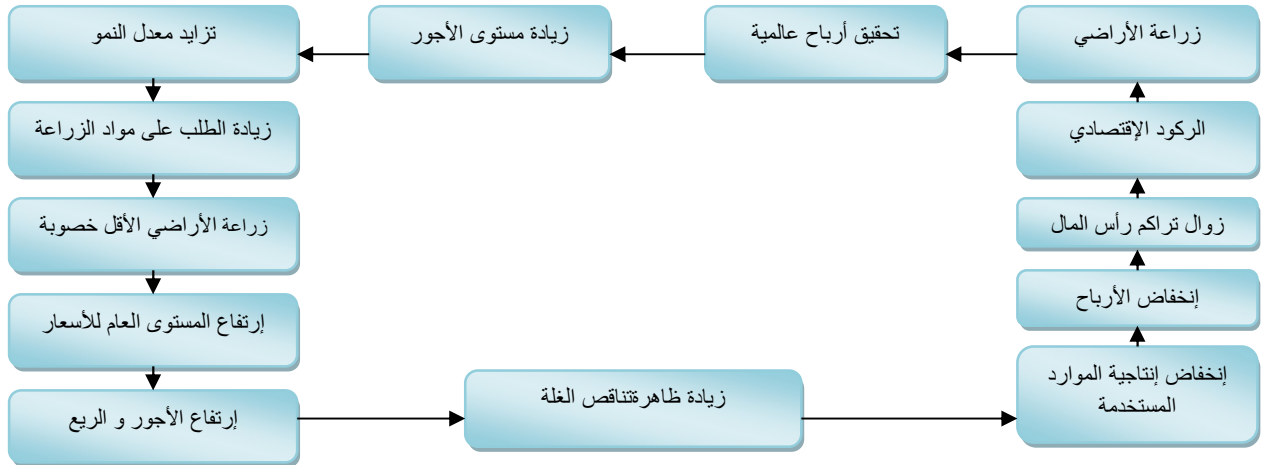 زراعة الأراضي
تحقيق أرباح عالمية
زيادة مستوى الأجور
تزايد معدل النمو
زيادة الطلب على مواد الزراعة
زراعة الأراضي الأقل خصوبة
إرتفاع المستوى العام للأسعار
إرتفاع الأجور و الريع
زيادة ظاهرةتناقص الغلة
إنخفاض إنتاجية الموارد
المستخدمة
إنخفاض الأرباح
زوال تراكم رأس المال
الركود الإقتصادي